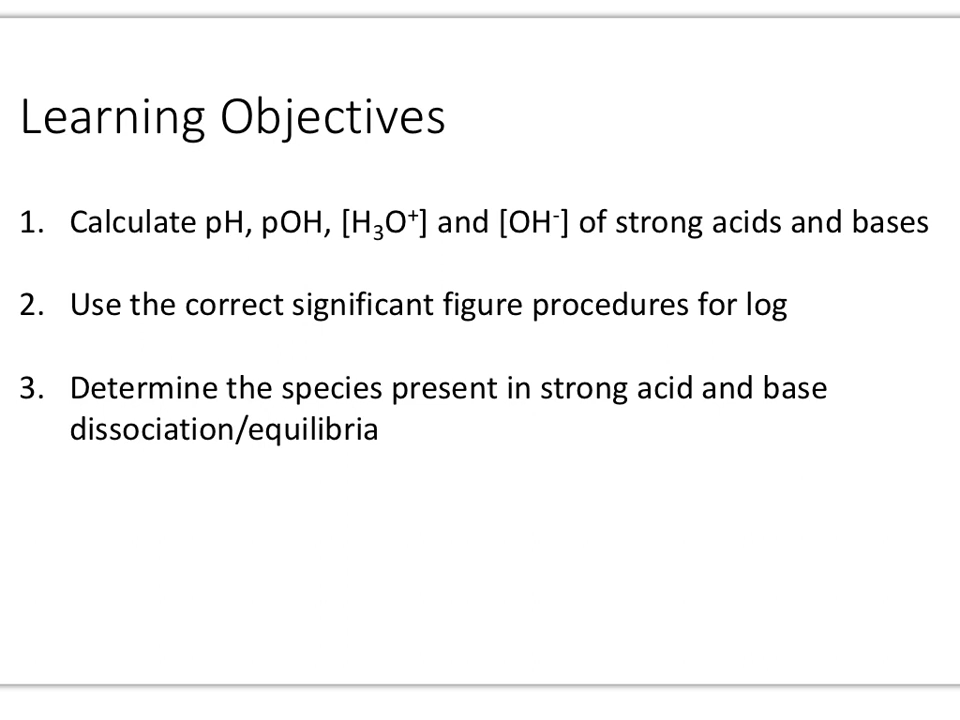 Learning Objectives
1. Calculate pH, pOH, [H₃O⁺] and [OH⁻] of strong acids and bases
2. Use the correct significant figure procedures for log
3. Determine the species present in strong acid and base
dissociation/equilibria